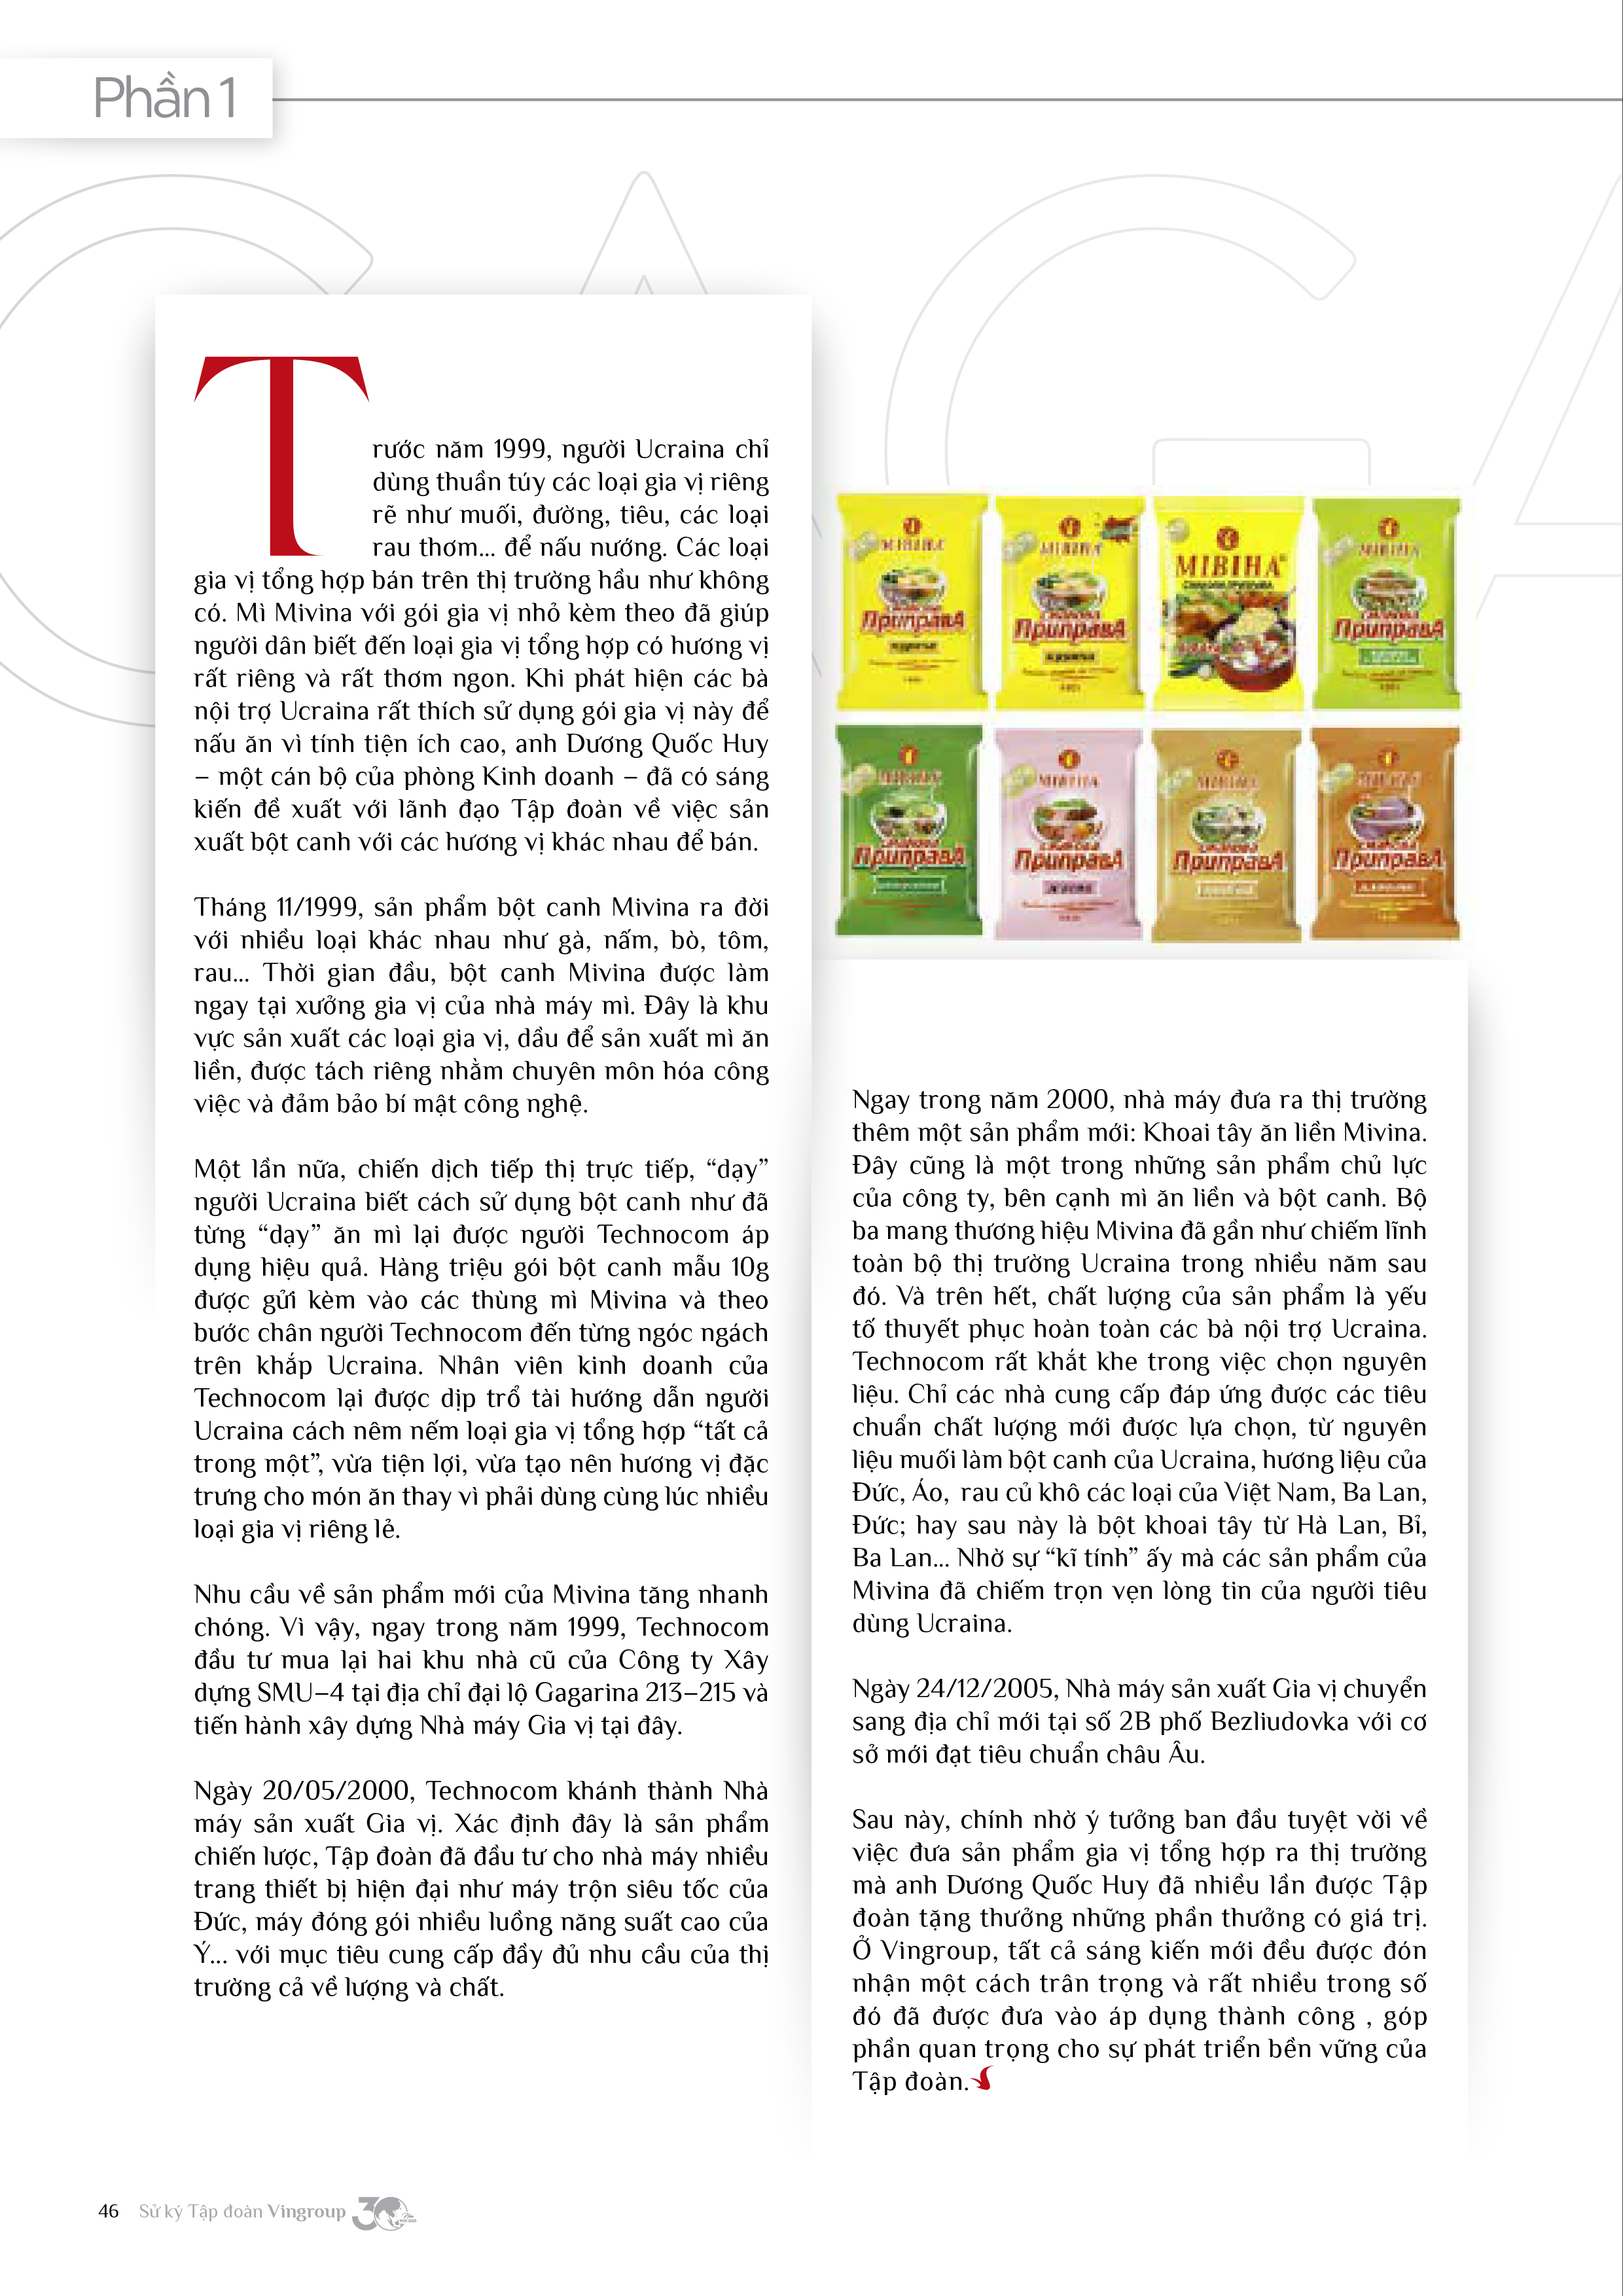 Phần 1
Trước năm 1999, người Ucraina chỉ
dùng thuần túy các loại gia vị riêng
rẽ như muối, đường, tiêu, các loại
rau thơm... để nấu nướng. Các loại
gia vị tổng hợp bán trên thị trường hầu như không
có. Mì Mivina với gói gia vị nhỏ kèm theo đã giúp
người dân biết đến loại gia vị tổng hợp có hương vị
rất riêng và rất thơm ngon. Khi phát hiện các bà
nội trợ Ucraina rất thích sử dụng gói gia vị này để
nấu ăn vì tính tiện ích cao, anh Dương Quốc Huy
– một cán bộ của phòng Kinh doanh – đã có sáng
kiến đề xuất với lãnh đạo Tập đoàn về việc sản
xuất bột canh với các hương vị khác nhau để bán.
Tháng 11/1999, sản phẩm bột canh Mivina ra đời
với nhiều loại khác nhau như gà, nấm, bò, tôm,
rau... Thời gian đầu, bột canh Mivina được làm
ngay tại xưởng gia vị của nhà máy mì. Đây là khu
vực sản xuất các loại gia vị, dầu để sản xuất mì ăn
liền, được tách riêng nhằm chuyên môn hóa công
việc và đảm bảo bí mật công nghệ.
Một lần nữa, chiến dịch tiếp thị trực tiếp, “dạy”
người Ucraina biết cách sử dụng bột canh như đã
từng “dạy” ăn mì lại được người Technocom áp
dụng hiệu quả. Hàng triệu gói bột canh mẫu 10g
được gửi kèm vào các thùng mì Mivina và theo
bước chân người Technocom đến từng ngóc ngách
trên khắp Ucraina. Nhân viên kinh doanh của
Technocom lại được dịp trổ tài hướng dẫn người
Ucraina cách nêm nếm loại gia vị tổng hợp “tất cả
trong một”, vừa tiện lợi, vừa tạo nên hương vị đặc
trưng cho món ăn thay vì phải dùng cùng lúc nhiều
loại gia vị riêng lẻ.
Nhu cầu về sản phẩm mới của Mivina tăng nhanh
chóng. Vì vậy, ngay trong năm 1999, Technocom
đầu tư mua lại hai khu nhà cũ của Công ty Xây
dựng SMU–4 tại địa chỉ đại lộ Gagarina 213–215 và
tiến hành xây dựng Nhà máy Gia vị tại đây.
Ngày 20/05/2000, Technocom khánh thành Nhà
máy sản xuất Gia vị. Xác định đây là sản phẩm
chiến lược, Tập đoàn đã đầu tư cho nhà máy nhiều
trang thiết bị hiện đại như máy trộn siêu tốc của
Đức, máy đóng gói nhiều luồng năng suất cao của
Ý... với mục tiêu cung cấp đầy đủ nhu cầu của thị
trường cả về lượng và chất.
МІВІНА МІВІНА МІВІНА МІВІНА
ПриправА ПриправА ПриправА
МІВІНА МІВІНА МІВІНА МІВІНА
ПриправА ПриправА ПриправА ПриправА
Ngay trong năm 2000, nhà máy đưa ra thị trường
thêm một sản phẩm mới: Khoai tây ăn liền Mivina.
Đây cũng là một trong những sản phẩm chủ lực
của công ty, bên cạnh mì ăn liền và bột canh. Bộ
ba mang thương hiệu Mivina đã gần như chiếm lĩnh
toàn bộ thị trường Ucraina trong nhiều năm sau
đó. Và trên hết, chất lượng của sản phẩm là yếu
tố thuyết phục hoàn toàn các bà nội trợ Ucraina.
Technocom rất khắt khe trong việc chọn nguyên
liệu. Chỉ các nhà cung cấp đáp ứng được các tiêu
chuẩn chất lượng mới được lựa chọn, từ nguyên
liệu muối làm bột canh của Ucraina, hương liệu của
Đức, Áo, rau củ khô các loại của Việt Nam, Ba Lan,
Đức; hay sau này là bột khoai tây từ Hà Lan, Bỉ,
Ba Lan... Nhờ sự “kĩ tính” ấy mà các sản phẩm của
Mivina đã chiếm trọn vẹn lòng tin của người tiêu
dùng Ucraina.
Ngày 24/12/2005, Nhà máy sản xuất Gia vị chuyển
sang địa chỉ mới tại số 2B phố Bezliudovka với cơ
sở mới đạt tiêu chuẩn châu Âu.
Sau này, chính nhờ ý tưởng ban đầu tuyệt vời về
việc đưa sản phẩm gia vị tổng hợp ra thị trường
mà anh Dương Quốc Huy đã nhiều lần được Tập
đoàn tặng thưởng những phần thưởng có giá trị.
Ở Vingroup, tất cả sáng kiến mới đều được đón
nhận một cách trân trọng và rất nhiều trong số
đó đã được đưa vào áp dụng thành công , góp
phần quan trọng cho sự phát triển bền vững của
Tập đoàn.
46 Sử ký Tập đoàn Vingroup 30